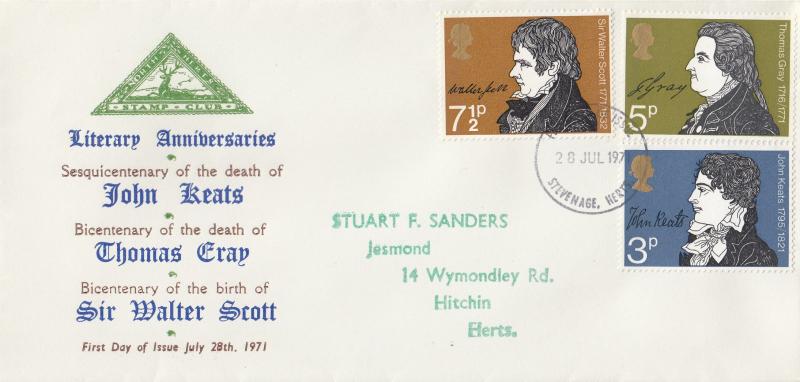 STAMP · CLUB
Literary Anniversaries
Sesquicentenary of the death of
John Keats
Bicentenary of the death of
Thomas Eray
Bicentenary of the birth of
Sir Walter Scott
First Day of Issue July 28th, 1971
STUART F. SANDERS
Jesmond
14 Wymondley Rd.
Hitchin
Herts.
28 JUL 197
STEVENAGE, HERTS
Walter Scott
7½p
Sir Walter Scott 1771-1832
T Gray
5p
Thomas Gray 1716-1771
John Keats
3p
John Keats 1795-1821